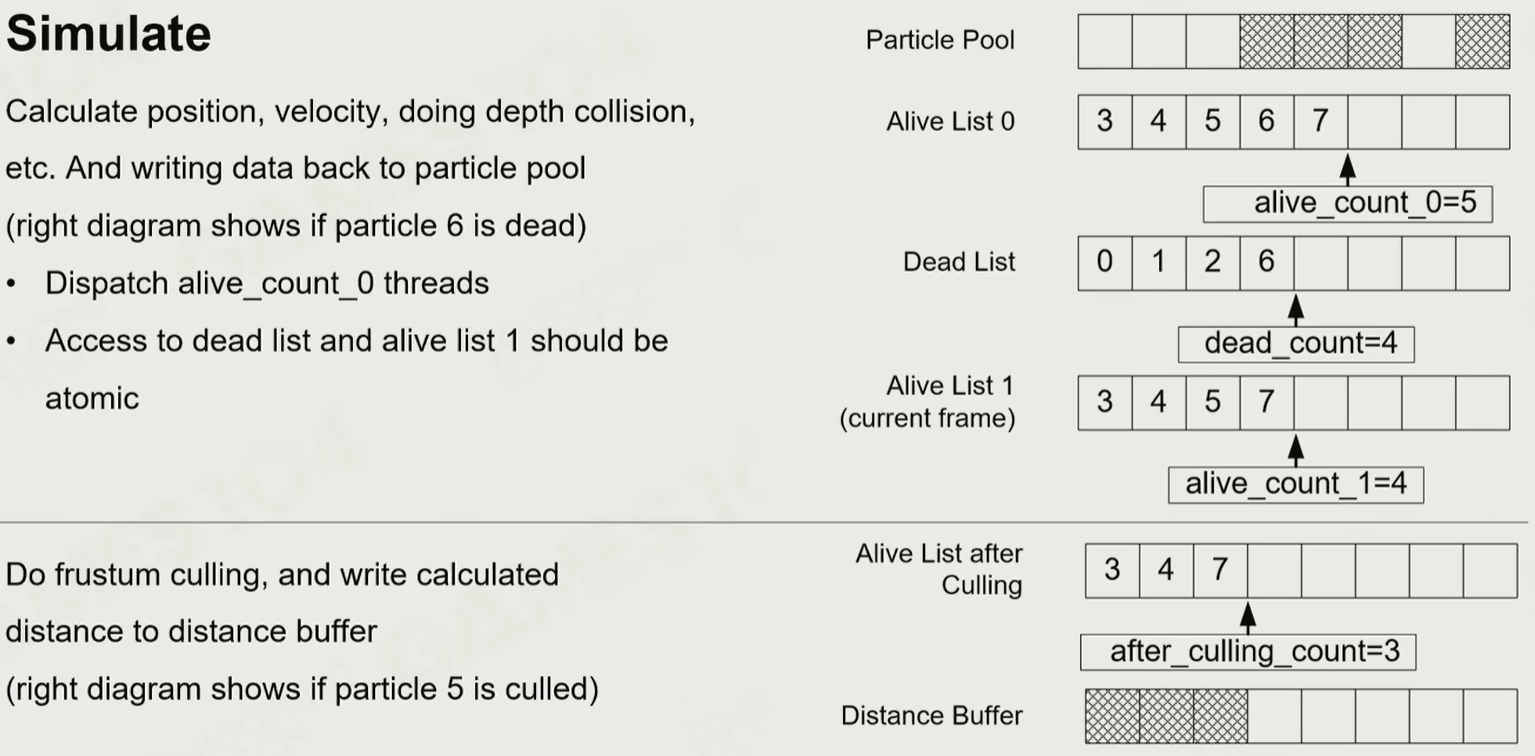 Simulate
Calculate position, velocity, doing depth collision,
etc. And writing data back to particle pool
(right diagram shows if particle 6 is dead)
• Dispatch alive_count_0 threads
• Access to dead list and alive list 1 should be
atomic
Particle Pool
Alive List 0
3 4 5 6 7
alive_count_0=5
Dead List
0 1 2 6
dead_count=4
Alive List 1
(current frame)
3 4 5 7
alive_count_1=4
Do frustum culling, and write calculated
distance to distance buffer
(right diagram shows if particle 5 is culled)
Alive List after
Culling
3 4 7
after_culling_count=3
Distance Buffer
GAMES104
GAMES104
GAMES104